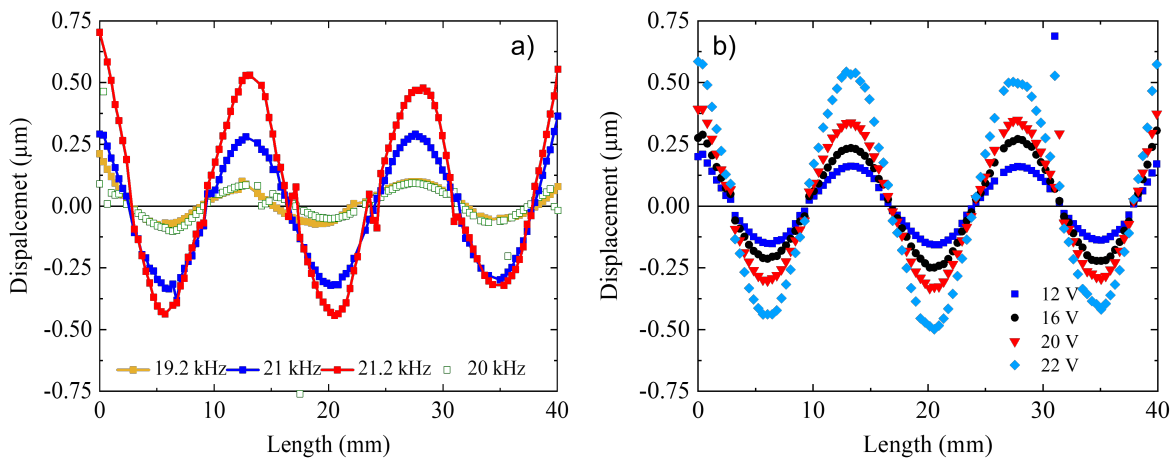 a)
0.75
0.50
0.25
0.00
-0.25
-0.50
-0.75
Dispalcemet (µm)
19.2 kHz 21 kHz 21.2 kHz 20 kHz
0 10 20 30 40
Length (mm)
b)
0.75
0.50
0.25
0.00
-0.25
-0.50
-0.75
Displacement (µm)
12 V
16 V
20 V
22 V
0 10 20 30 40
Length (mm)